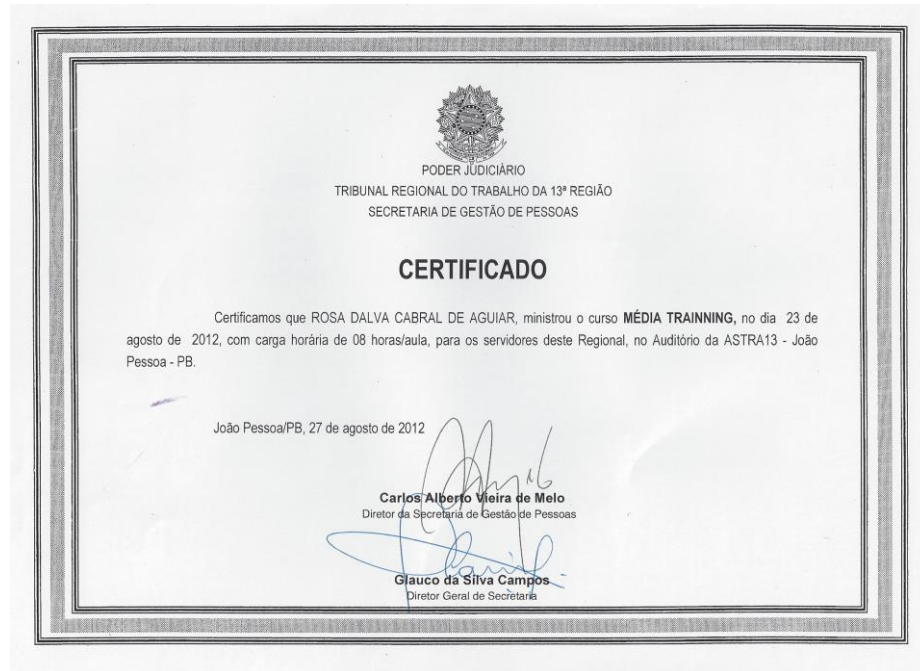 PODER JUDICIÁRIO
TRIBUNAL REGIONAL DO TRABALHO DA 13ª REGIÃO
SECRETARIA DE GESTÃO DE PESSOAS
CERTIFICADO
Certificamos que ROSA DALVA CABRAL DE AGUIAR, ministrou o curso MÉDIA TRAINNING, no dia 23 de
agosto de 2012, com carga horária de 08 horas/aula, para os servidores deste Regional, no Auditório da ASTRA13 - João
Pessoa - PB.
João Pessoa/PB, 27 de agosto de 2012
Carlos Alberto Vieira de Melo
Diretor da Secretaria de Gestão de Pessoas
Glauco da Silva Campos
Diretor Geral de Secretaria